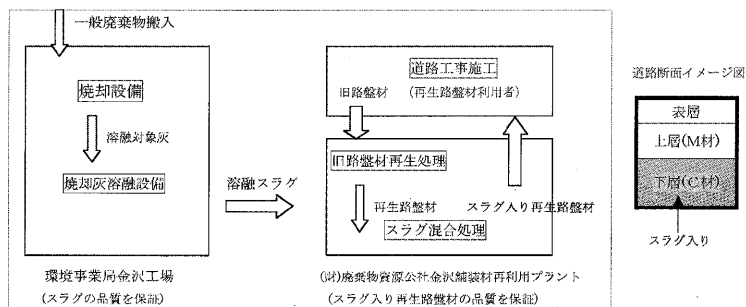 一般廃棄物搬入
焼却設備
溶融対象灰
焼却灰溶融設備
環境事業局金沢工場
(スラグの品質を保証)
溶融スラグ
道路工事施工
旧路盤材
(再生路盤材利用者)
旧路盤材再生処理
再生路盤材
スラグ入り再生路盤材
スラグ混合処理
(財)廃棄物資源公社金沢舗装材再利用プラント
(スラグ入り再生路盤材の品質を保証)
道路断面イメージ図
表層
上層(M材)
下層(C材)
スラグ入り